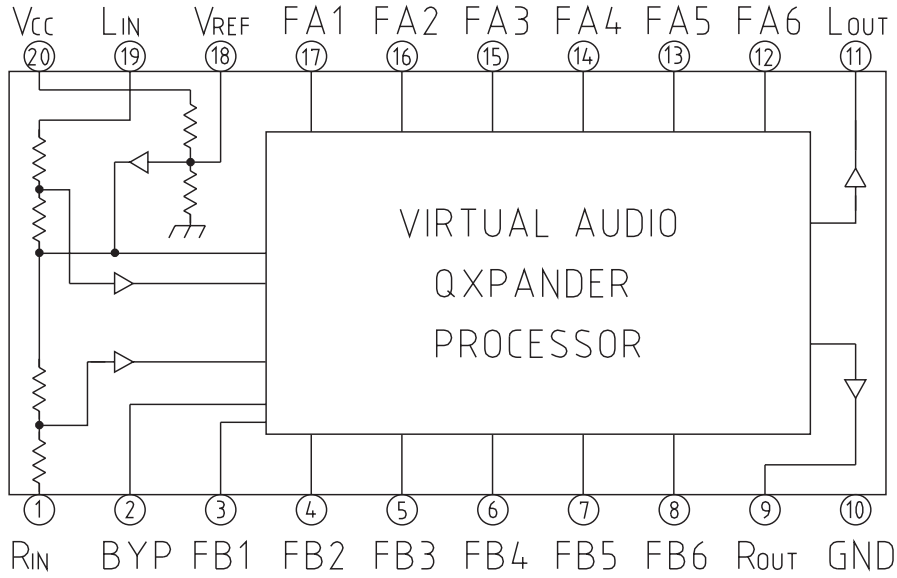 VCC LIN VREF FA1 FA2 FA3 FA4 FA5 FA6 LOUT
20 19 18 17 16 15 14 13 12 11
VIRTUAL AUDIO
QXPANDER
PROCESSOR
1 2 3 4 5 6 7 8 9 10
RIN BYP FB1 FB2 FB3 FB4 FB5 FB6 ROUT GND